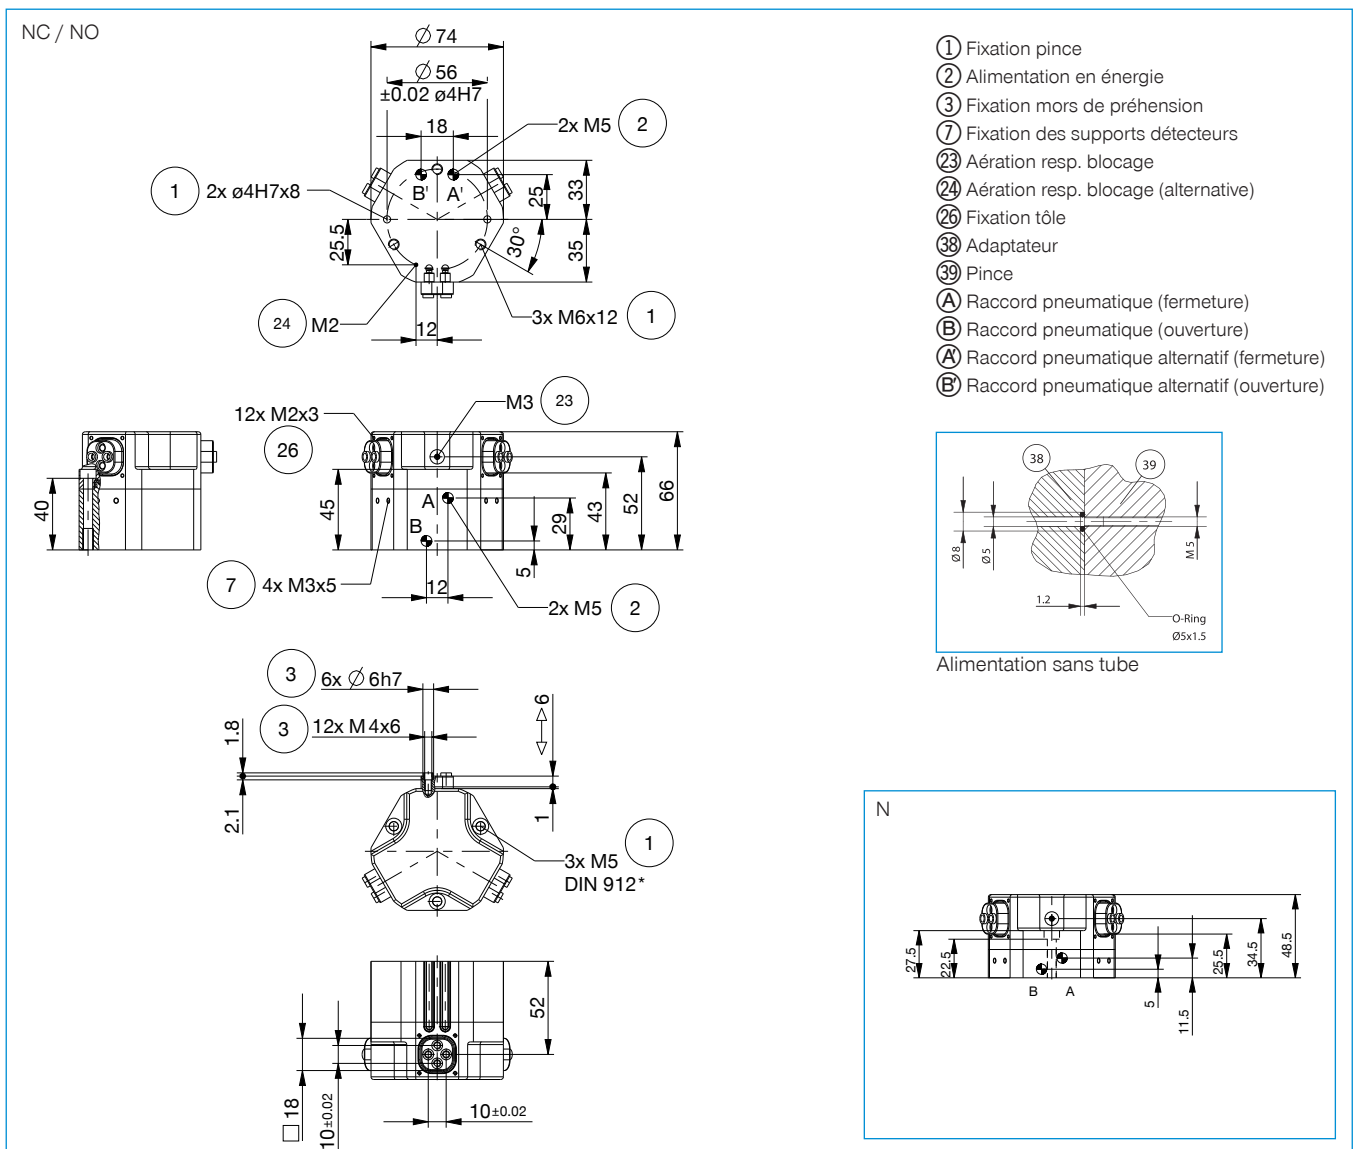 NC / NO
∅ 74
∅ 56
±0.02 ø4H7
18
2x M5 2
1 2x ø4H7x8
B' A'
25
33
25.5
30°
35
24 M2
12
3x M6x12 1
1 Fixation pince
2 Alimentation en énergie
3 Fixation mors de préhension
7 Fixation des supports détecteurs
23 Aération resp. blocage
24 Aération resp. blocage (alternative)
26 Fixation tôle
38 Adaptateur
39 Pince
A Raccord pneumatique (fermeture)
B Raccord pneumatique (ouverture)
A' Raccord pneumatique alternatif (fermeture)
B' Raccord pneumatique alternatif (ouverture)
12x M2x3
26
M3 23
40
45
A
B
29
43
52
66
5
7 4x M3x5
12
2x M5 2
38
39
Ø8
Ø5
M5
1.2
O-Ring
Ø5x1.5
Alimentation sans tube
3 6x ∅ 6h7
3 12x M 4x6
1.8
2.1
6
1
1
3x M5
DIN 912*
52
□ 18
10±0.02
10±0.02
N
27.5
22.5
B A
5
11.5
25.5
34.5
48.5